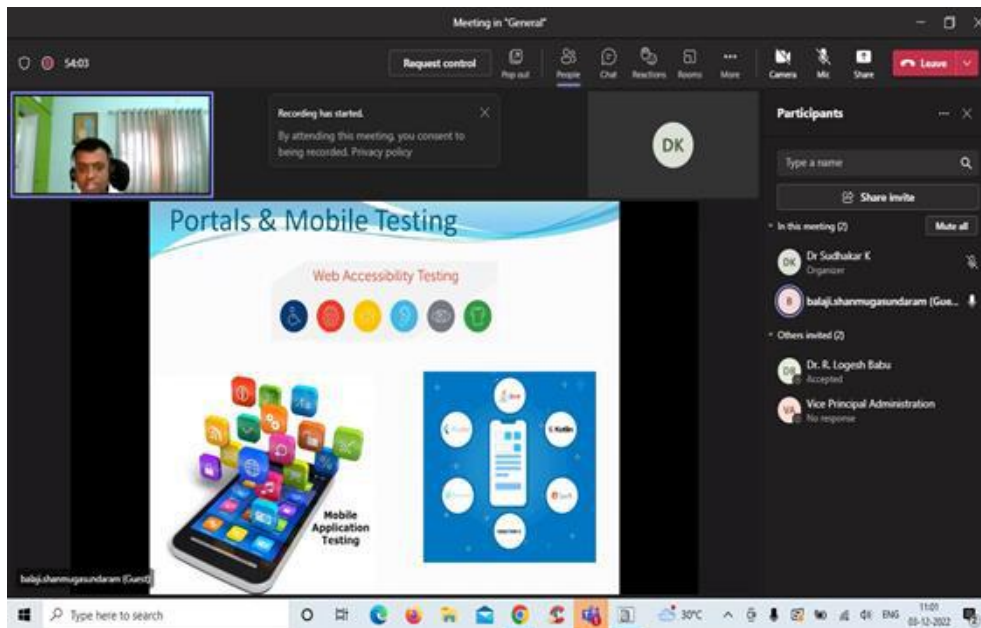 Meeting in "General"
54:03
Request control
Pop out
People
Chat
Reactions
Rooms
More
Camera
Mic
Share
Leave
Recording has started.
By attending this meeting, you consent to
being recorded. Privacy policy
DK
Participants
Type a name
Share invite
In this meeting (2)
Mute all
DK
Dr Sudhakar K
Organizer
B
balaji.shanmugasundaram (Gue...
Others invited (2)
DR
Dr. R. Logesh Babu
Accepted
VA
Vice Principal Administration
No response
Portals & Mobile Testing
Web Accessibility Testing
Mobile
Application
Testing
Kotlin
balaji.shanmugasundaram (Guest)
Type here to search
30°C
ENG
11:01
03-12-2022